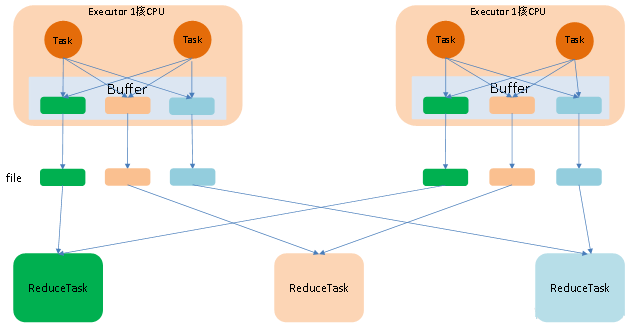 Executor 1核CPU
Executor 1核CPU
Task
Task
Task
Task
Buffer
Buffer
file
ReduceTask
ReduceTask
ReduceTask